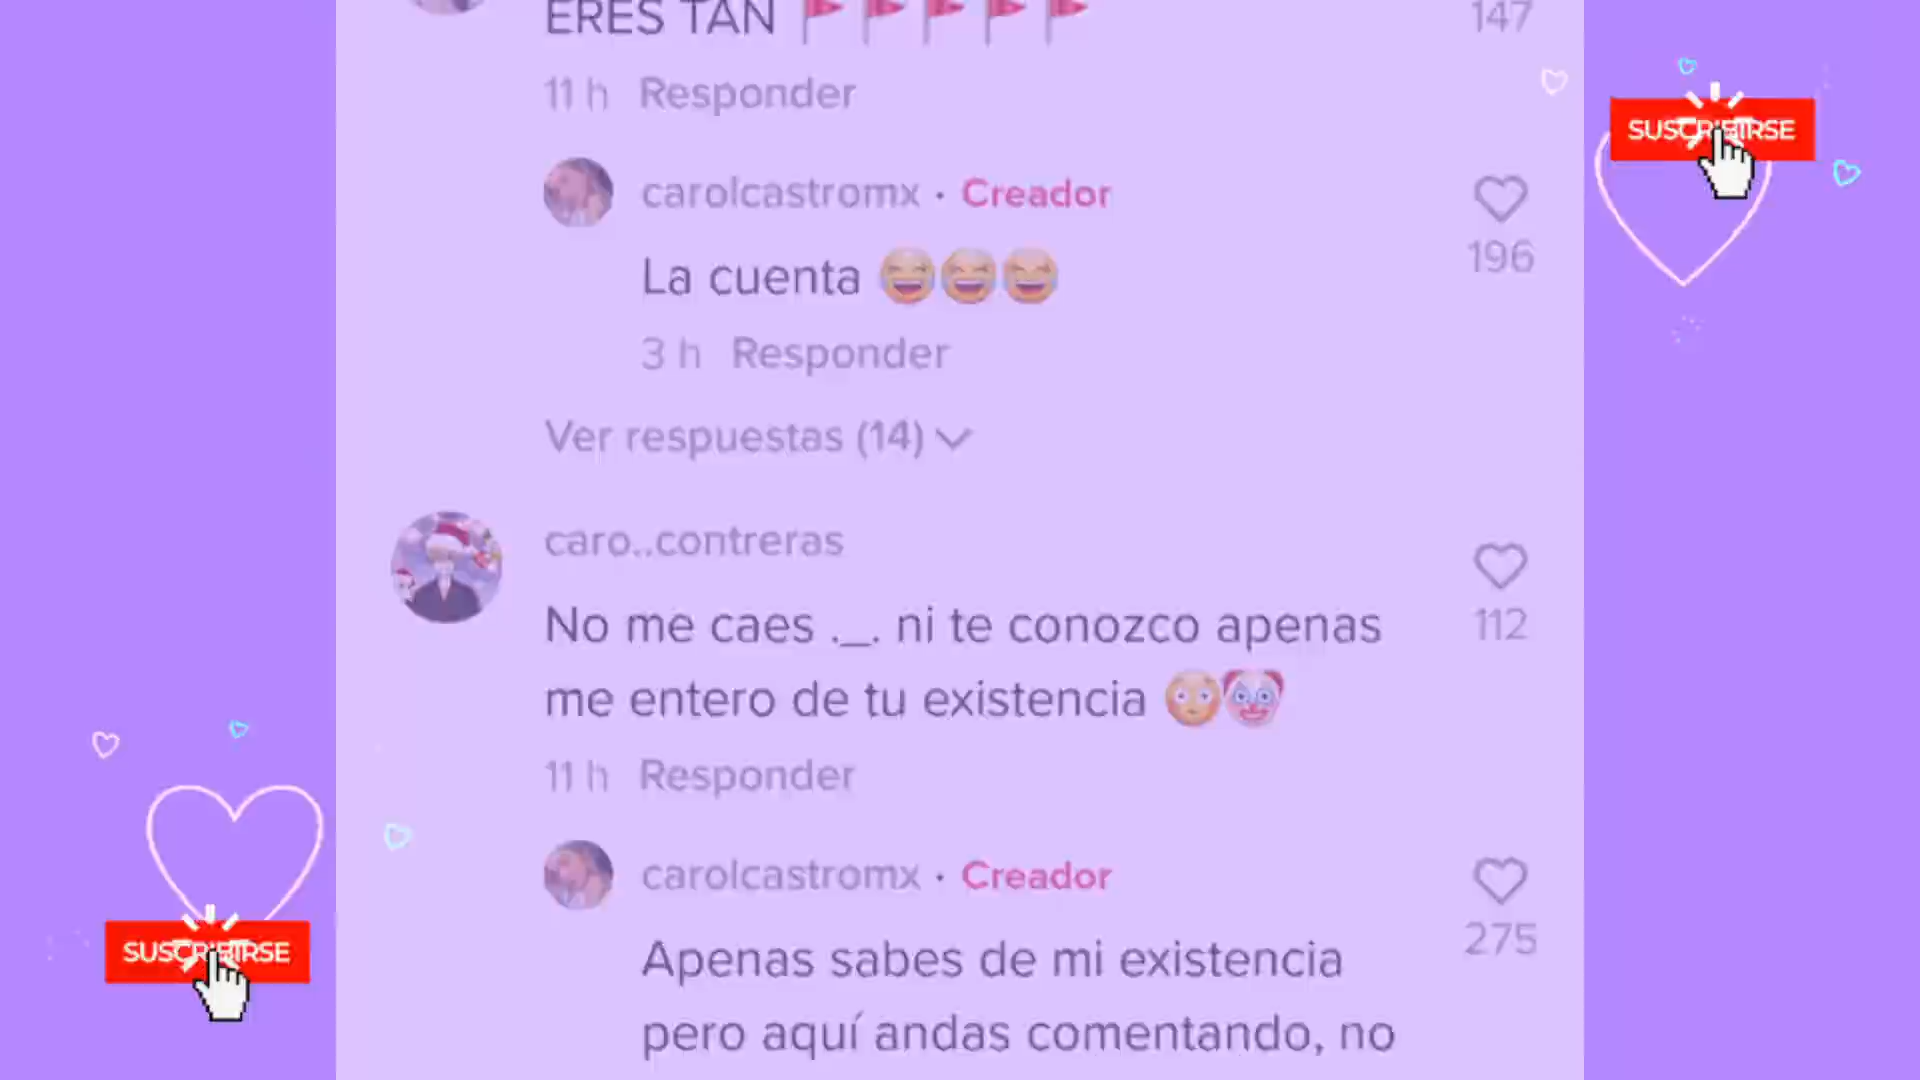 ERES TAN 🚩🚩🚩🚩🚩
147
11 h Responder
SUSCRIBIRSE
carolcastromx · Creador
La cuenta 😆😆😆
196
3 h Responder
Ver respuestas (14)
caro..contreras
No me caes ._. ni te conozco apenas
me entero de tu existencia 😳🤡
112
11 h Responder
carolcastromx · Creador
275
SUSCRIBIRSE
Apenas sabes de mi existencia
pero aquí andas comentando, no